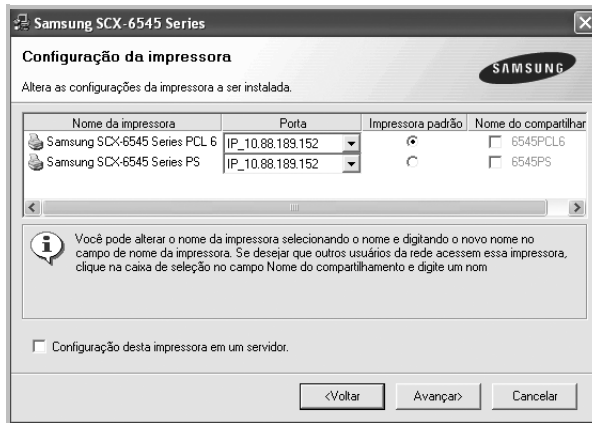 Samsung SCX-6545 Series
Configuração da impressora
SAMSUNG
Altera as configurações da impressora a ser instalada.
Nome da impressora Porta Impressora padrão Nome do compartilhar
Samsung SCX-6545 Series PCL 6 IP_10.88.189.152 6545PCL6
Samsung SCX-6545 Series PS IP_10.88.189.152 6545PS
Você pode alterar o nome da impressora selecionando o nome e digitando o novo nome no
campo de nome da impressora. Se desejar que outros usuários da rede acessem essa impressora,
clique na caixa de seleção no campo Nome do compartilhamento e digite um nome
Configuração desta impressora em um servidor.
<Voltar Avançar> Cancelar